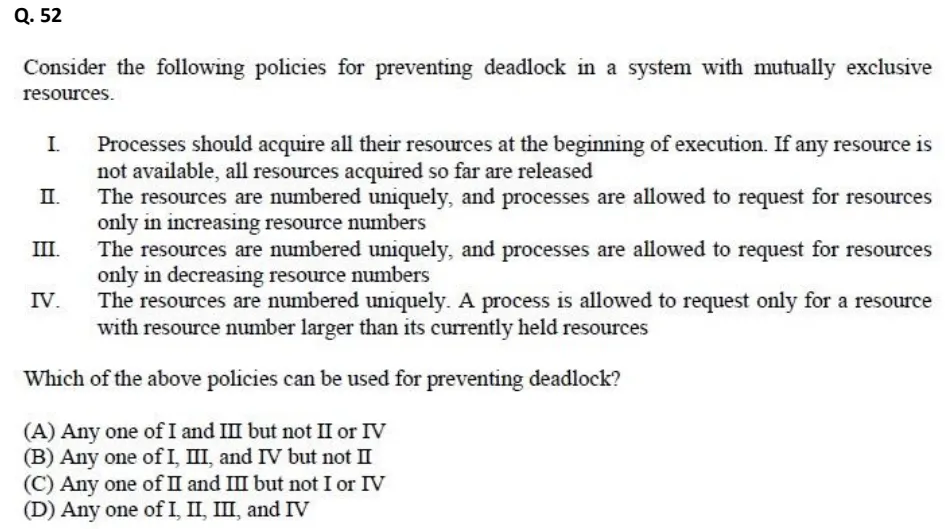 Q. 52
Consider the following policies for preventing deadlock in a system with mutually exclusive
resources.
I. Processes should acquire all their resources at the beginning of execution. If any resource is
not available, all resources acquired so far are released
II. The resources are numbered uniquely, and processes are allowed to request for resources
only in increasing resource numbers
III. The resources are numbered uniquely, and processes are allowed to request for resources
only in decreasing resource numbers
IV. The resources are numbered uniquely. A process is allowed to request only for a resource
with resource number larger than its currently held resources
Which of the above policies can be used for preventing deadlock?
(A) Any one of I and III but not II or IV
(B) Any one of I, III, and IV but not II
(C) Any one of II and III but not I or IV
(D) Any one of I, II, III, and IV